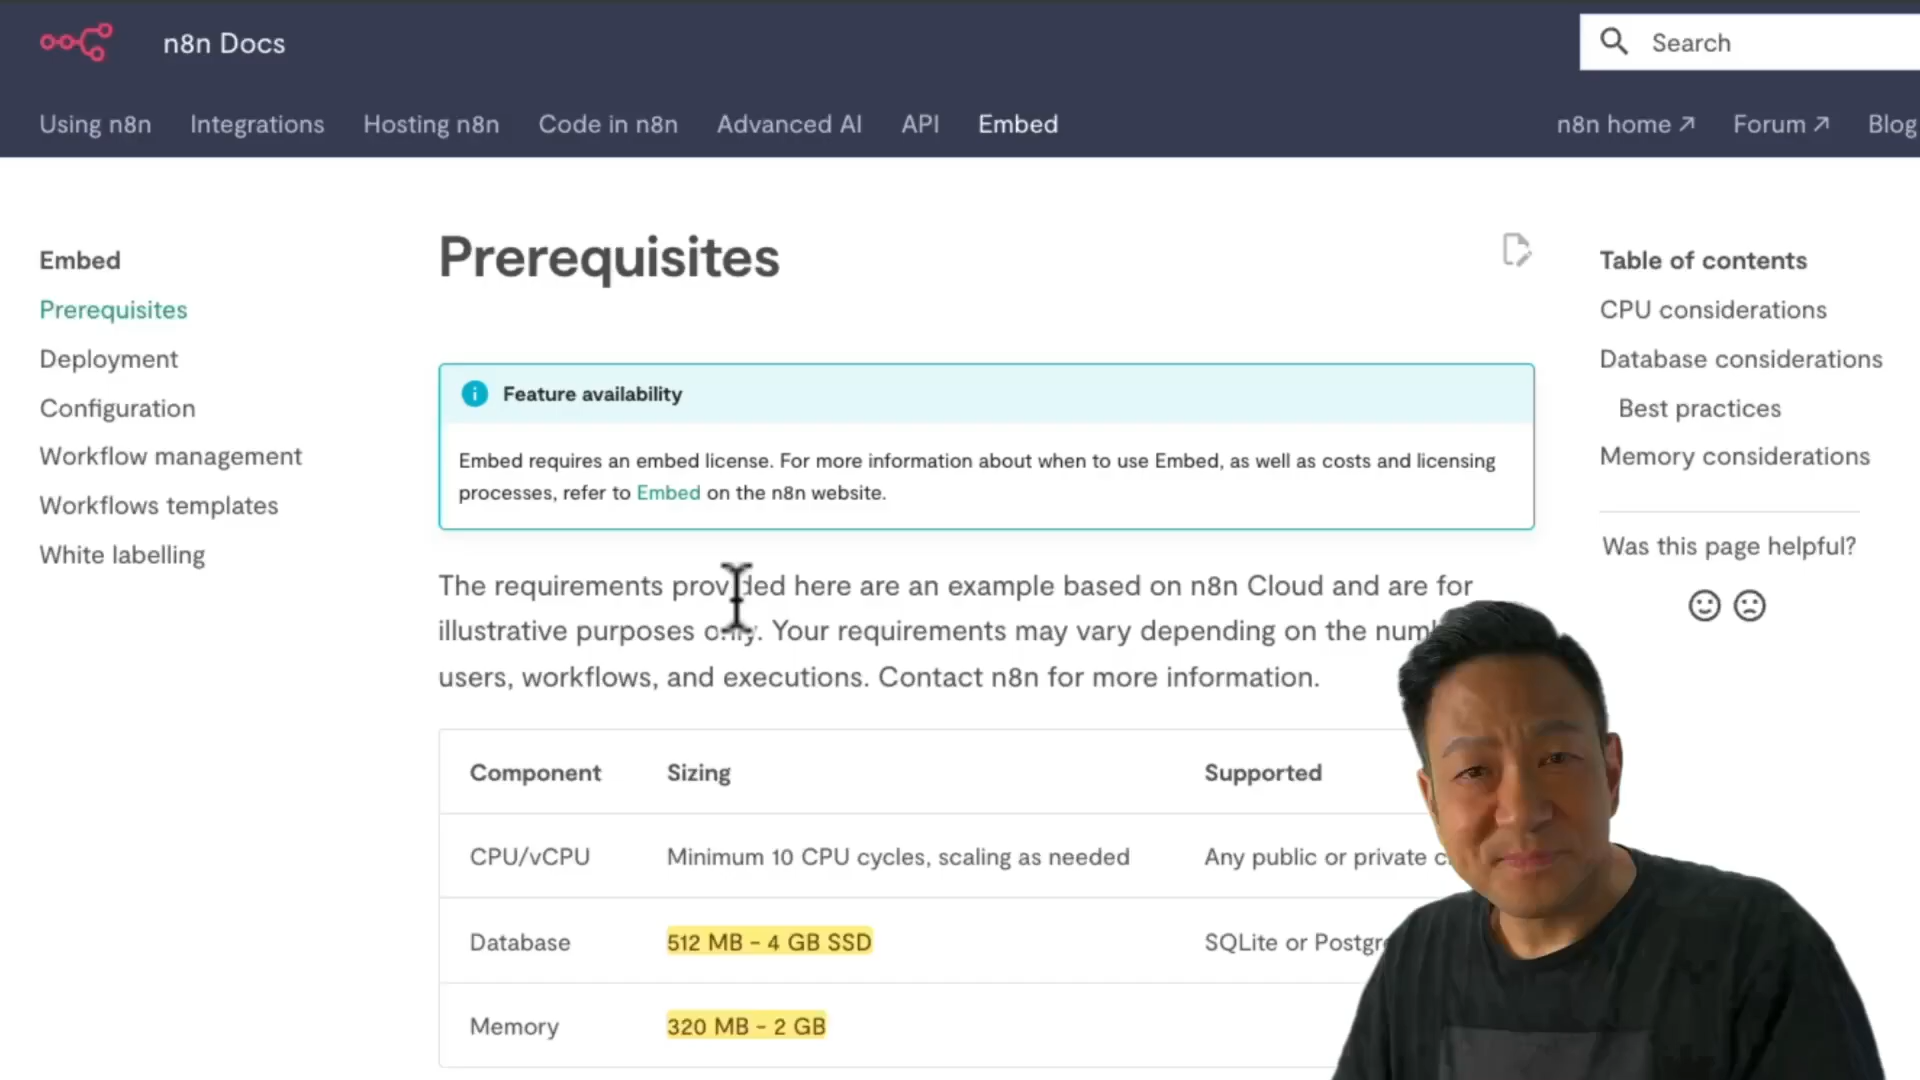 n8n Docs
Search
Using n8n Integrations Hosting n8n Code in n8n Advanced AI API Embed
n8n home Forum Blog
Embed
Prerequisites
Deployment
Configuration
Workflow management
Workflows templates
White labelling
Prerequisites
Feature availability
Embed requires an embed license. For more information about when to use Embed, as well as costs and licensing
processes, refer to Embed on the n8n website.
The requirements provided here are an example based on n8n Cloud and are for
illustrative purposes only. Your requirements may vary depending on the
users, workflows, and executions. Contact n8n for more information.
Component Sizing Supported
CPU/vCPU Minimum 10 CPU cycles, scaling as needed Any public or private
Database 512 MB – 4 GB SSD SQLite or
Memory 320 MB – 2 GB
Table of contents
CPU considerations
Database considerations
Best practices
Memory considerations
Was this page helpful?